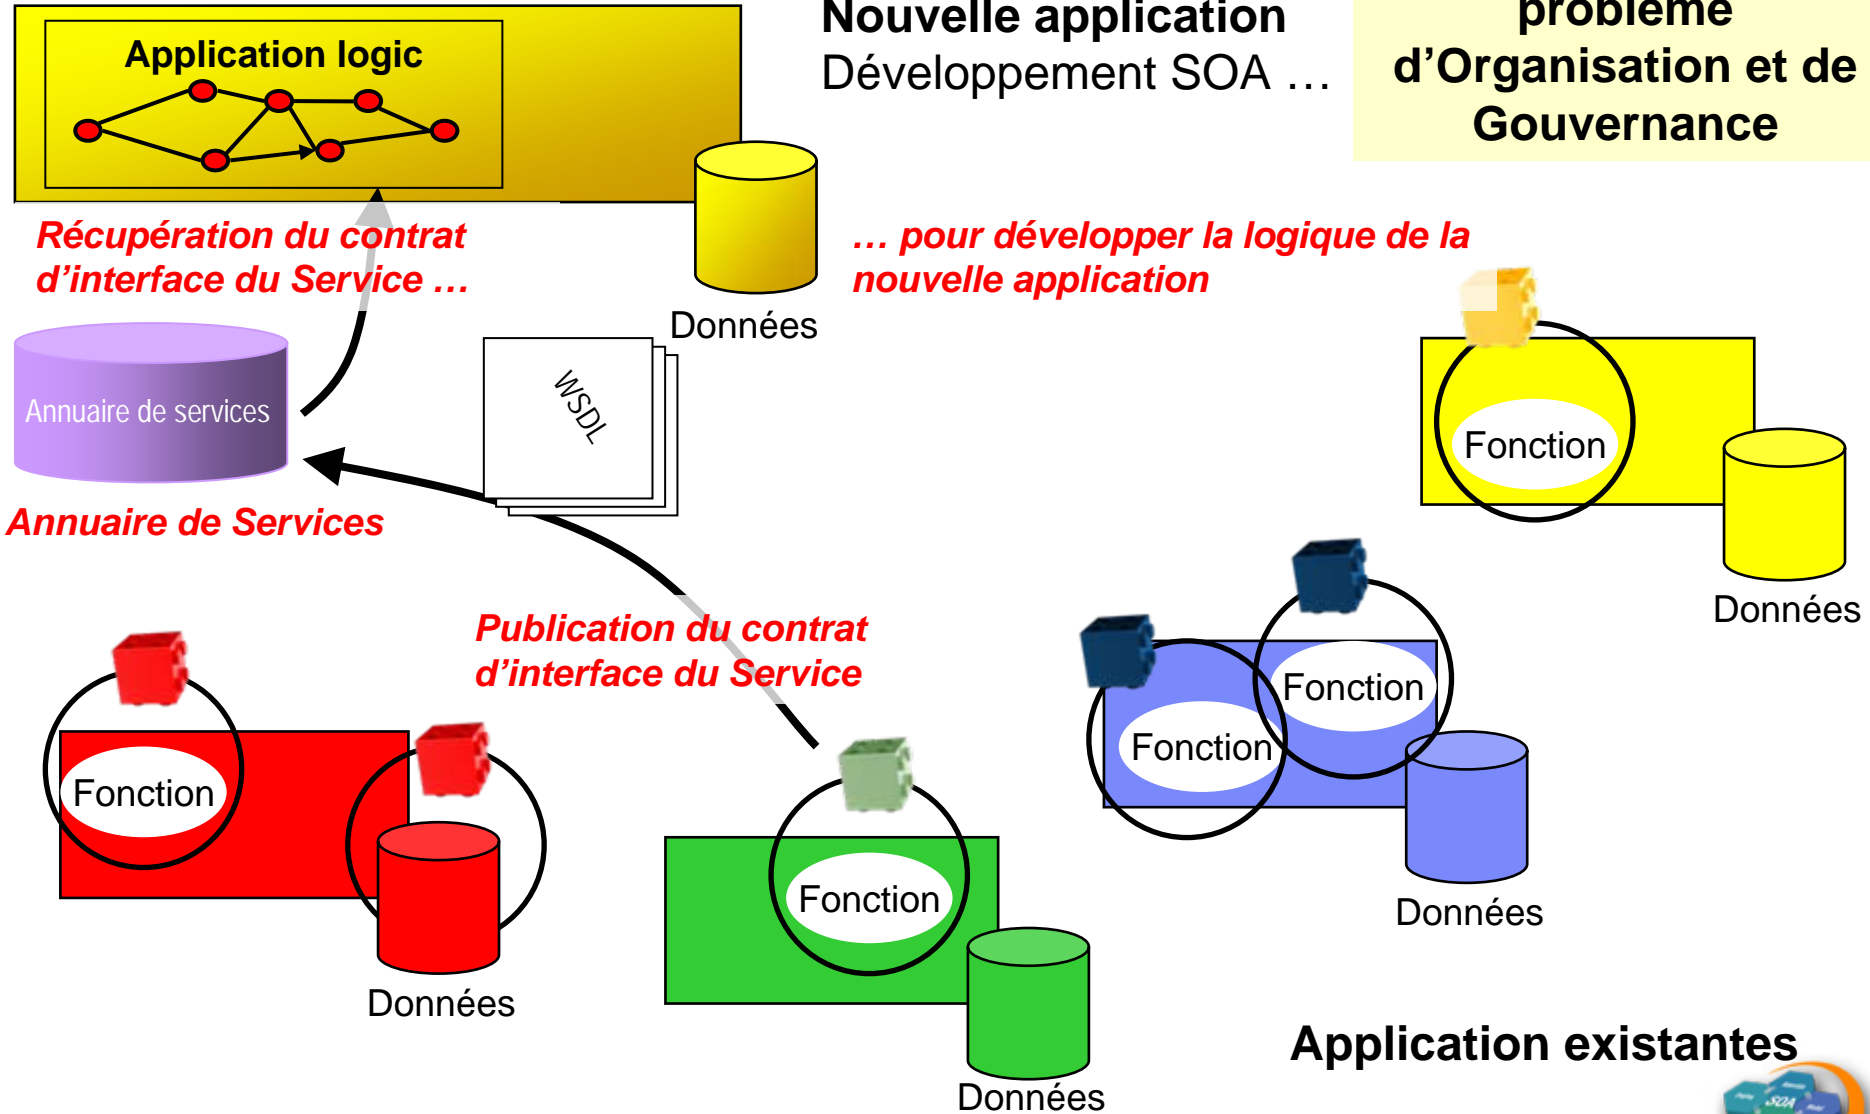 Nouvelle application
Développement SOA …
problème
d’Organisation et de
Gouvernance
Application logic
Récupération du contrat
d’interface du Service …
… pour développer la logique de la
nouvelle application
Données
Annuaire de services
WSDL
Annuaire de Services
Fonction
Données
Publication du contrat
d’interface du Service
Fonction
Fonction
Données
Fonction
Données
Fonction
Données
Application existantes
SOA